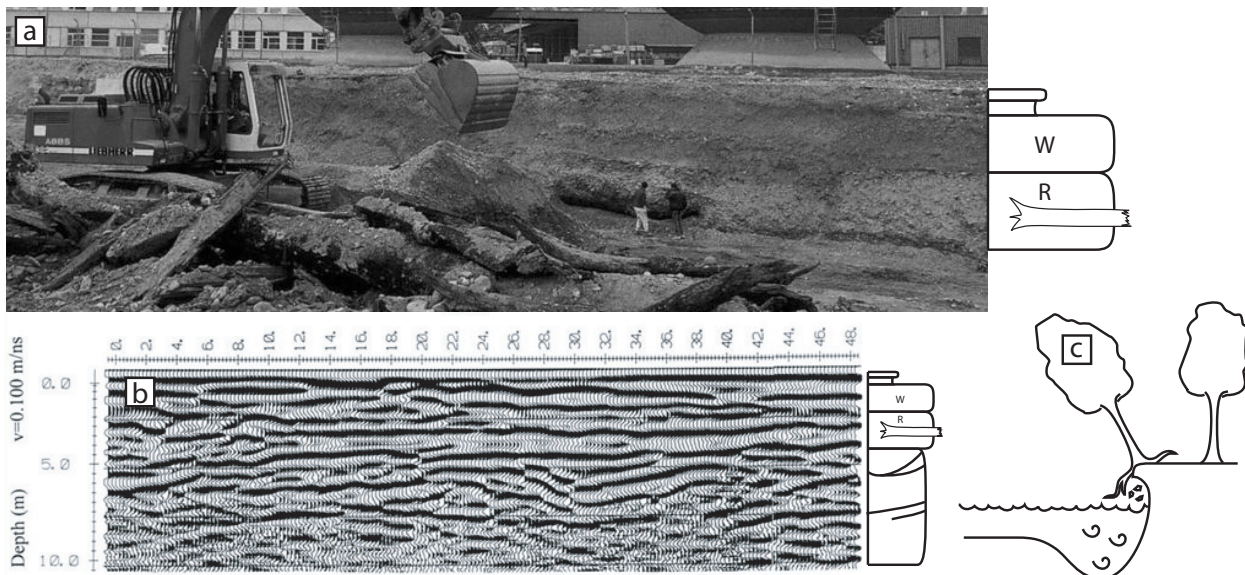 a
A885
LIEBHERR
W
R
0. 2. 4. 6. 8. 10. 12. 14. 16. 18. 20. 22. 24. 26. 28. 30. 32. 34. 36. 38. 40. 42. 44. 46. 48.
v=0.100 m/ns
Depth (m)
0.0
5.0
10.0
b
W
R
c